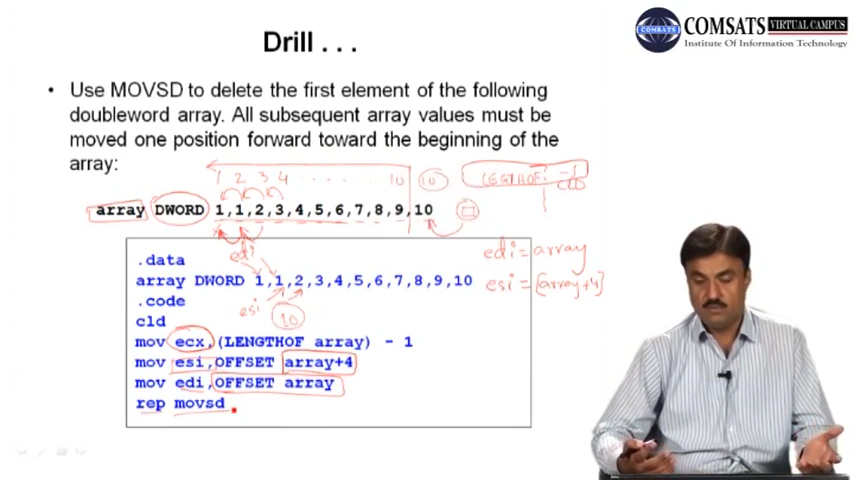 Drill . . .
COMSATS VIRTUAL CAMPUS
Institute Of Information Technology
• Use MOVSD to delete the first element of the following
doubleword array. All subsequent array values must be
moved one position forward toward the beginning of the
array:
1 2 3 4 . . . . . . 10 10
array DWORD 1,1,2,3,4,5,6,7,8,9,10
edi
edi = array
esi = [array+4]
.data
array DWORD 1,1,2,3,4,5,6,7,8,9,10
.code
esi
10
cld
mov ecx,(LENGTHOF array) - 1
mov esi,OFFSET array+4
mov edi,OFFSET array
rep movsd